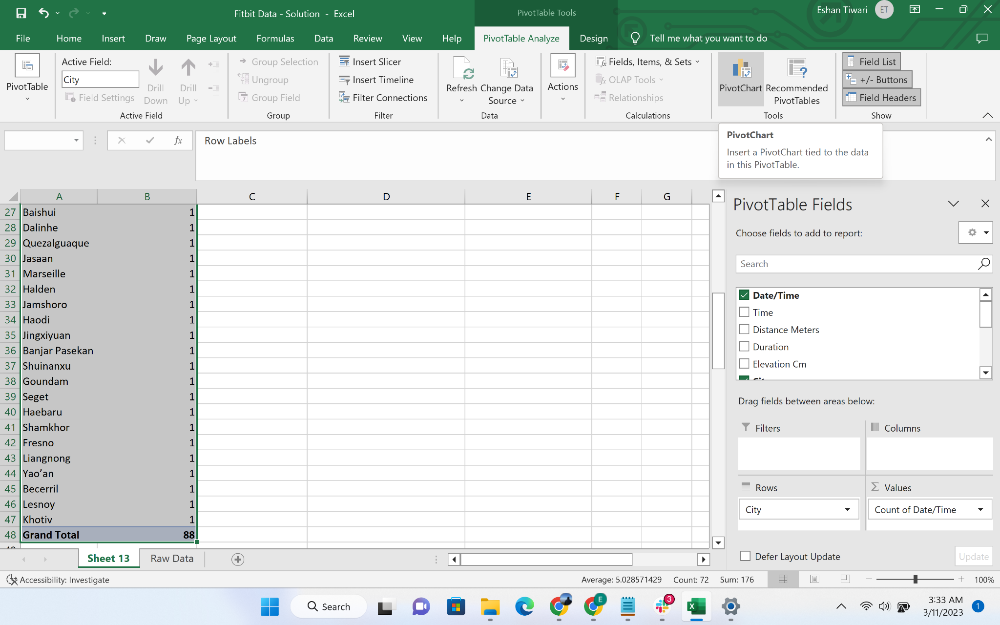 Fitbit Data - Solution - Excel
PivotTable Tools
Eshan Tiwari
ET
File
Home
Insert
Draw
Page Layout
Formulas
Data
Review
View
Help
PivotTable Analyze
Design
Tell me what you want to do
PivotTable
Active Field:
City
Field Settings
Drill
Down
Drill
Up
Active Field
Group Selection
Ungroup
Group Field
Group
Insert Slicer
Insert Timeline
Filter Connections
Filter
Refresh
Change Data
Source
Data
Actions
Fields, Items, & Sets
OLAP Tools
Relationships
Calculations
PivotChart
Recommended
PivotTables
Tools
Field List
+/- Buttons
Field Headers
Show
fx
Row Labels
PivotChart
Insert a PivotChart tied to the data
in this PivotTable.
A B C D E F G
27 Baishui 1
28 Dalinhe 1
29 Quezalguaque 1
30 Jasaan 1
31 Marseille 1
32 Halden 1
33 Jamshoro 1
34 Haodi 1
35 Jingxiyuan 1
36 Banjar Pasekan 1
37 Shuinanxu 1
38 Goundam 1
39 Seget 1
40 Haebaru 1
41 Shamkhor 1
42 Fresno 1
43 Liangnong 1
44 Yao’an 1
45 Becerril 1
46 Lesnoy 1
47 Khotiv 1
48 Grand Total 88
PivotTable Fields
Choose fields to add to report:
Search
Date/Time
Time
Distance Meters
Duration
Elevation Cm
Drag fields between areas below:
Filters
Columns
Rows
Σ Values
City
Count of Date/Time
Defer Layout Update
Update
Sheet 13
Raw Data
Accessibility: Investigate
Average: 5.028571429 Count: 72 Sum: 176
100%
Search
E
3
X
3:33 AM
3/11/2023
1